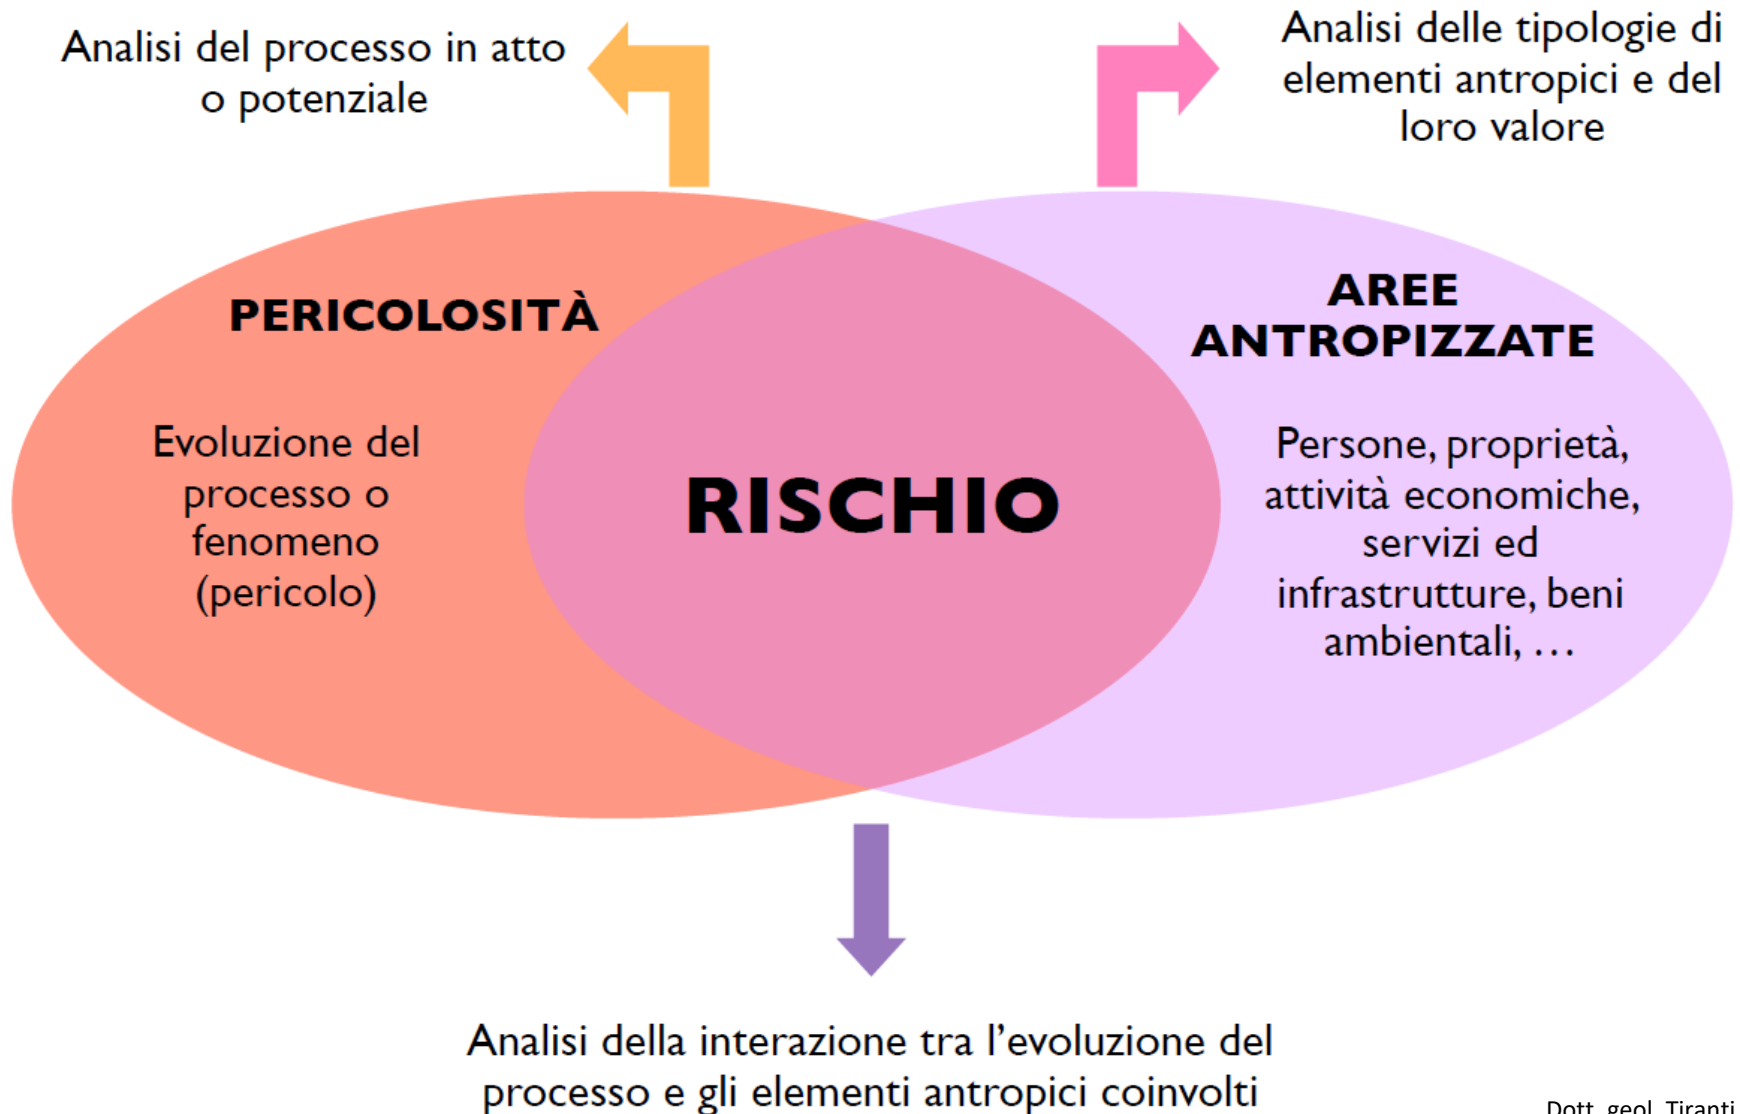 Analisi del processo in atto
o potenziale
Analisi delle tipologie di
elementi antropici e del
loro valore
PERICOLOSITÀ
Evoluzione del
processo o
fenomeno
(pericolo)
RISCHIO
AREE
ANTROPIZZATE
Persone, proprietà,
attività economiche,
servizi ed
infrastrutture, beni
ambientali, …
Analisi della interazione tra l’evoluzione del
processo e gli elementi antropici coinvolti
Dott. geol. Tiranti